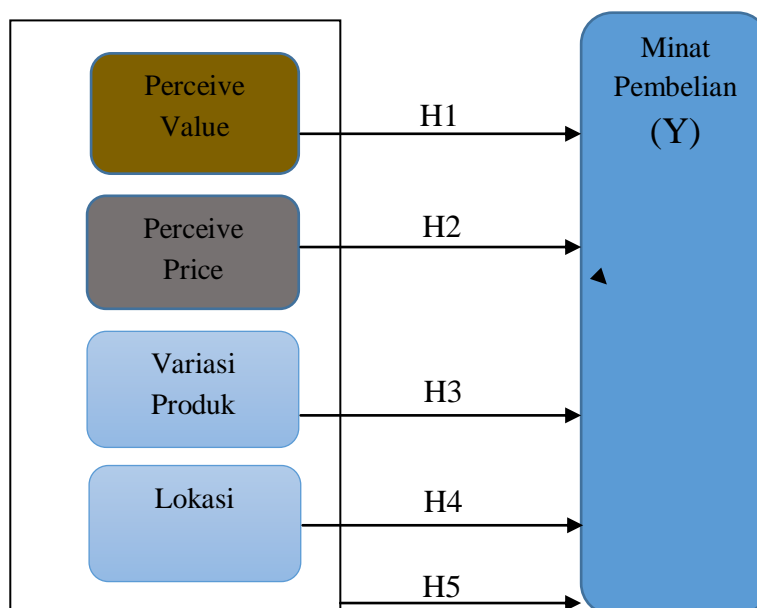 Perceive
Value
H1
Perceive
Price
H2
Variasi
Produk
H3
Lokasi
H4
H5
Minat
Pembelian
(Y)